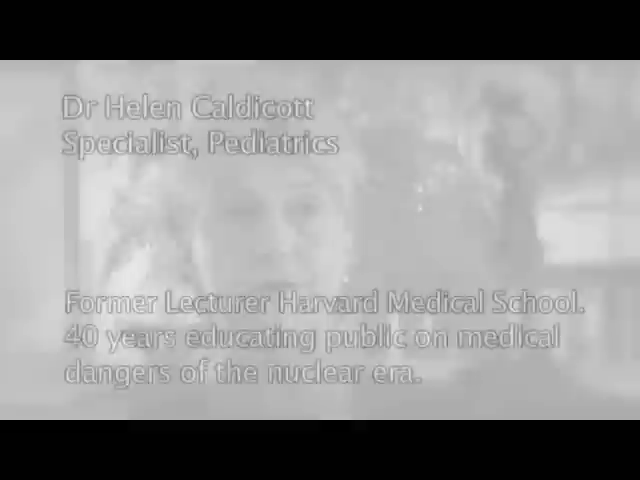 Dr Helen Caldicott
Specialist, Pediatrics
Former Lecturer Harvard Medical School.
40 years educating public on medical
dangers of the nuclear era.